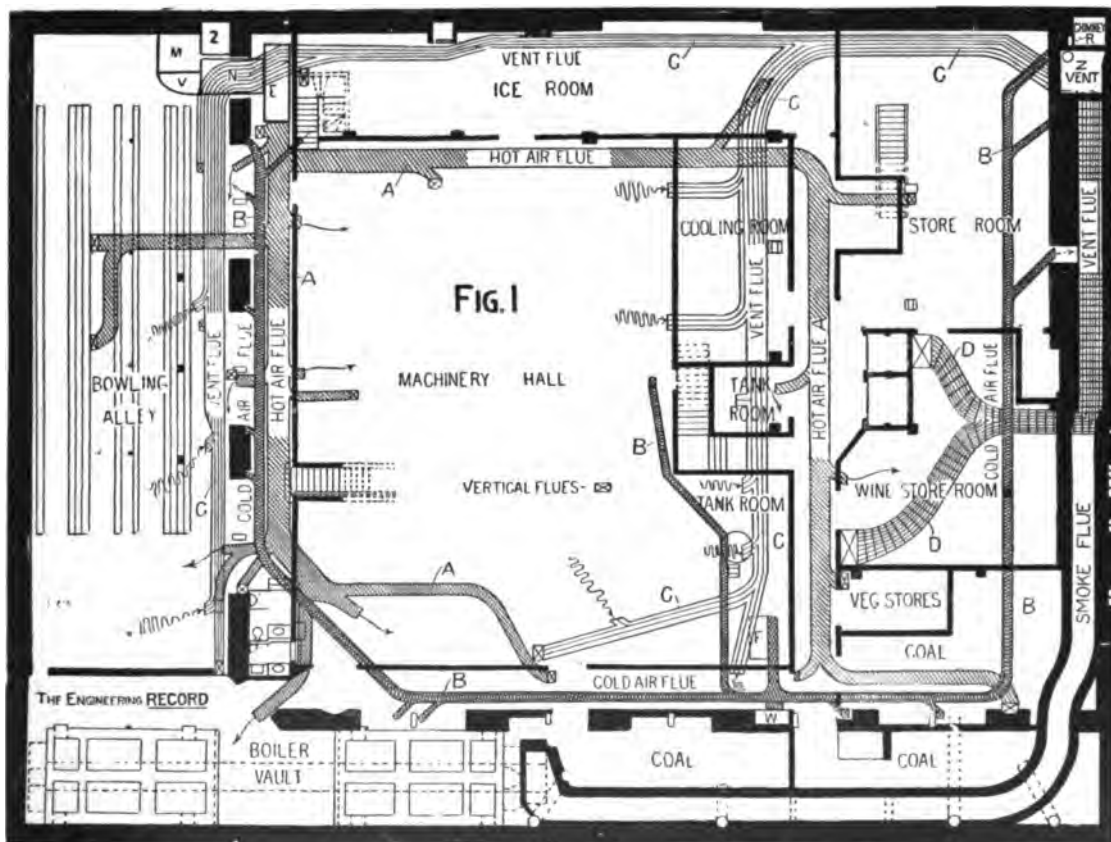 2
M
V
N
E
VENT FLUE
ICE ROOM
C
C
C
CHIMNEY
R
N
VENT
HOT AIR FLUE
A
B
A
B
COOLING ROOM
STORE ROOM
VENT FLUE
VENT FLUE
FIG. 1
BOWLING
ALLEY
VENT FLUE
COLD AIR FLUE
HOT AIR FLUE
MACHINERY HALL
TANK
ROOM
HOT AIR FLUE A
D
COLD AIR FLUE
B
VERTICAL FLUES-
TANK ROOM
WINE STORE ROOM
D
C
C
A
C
VEG STORES
B
SMOKE FLUE
F
COAL
COLD AIR FLUE
B
W
THE ENGINEERING RECORD
BOILER
VAULT
COAL
COAL